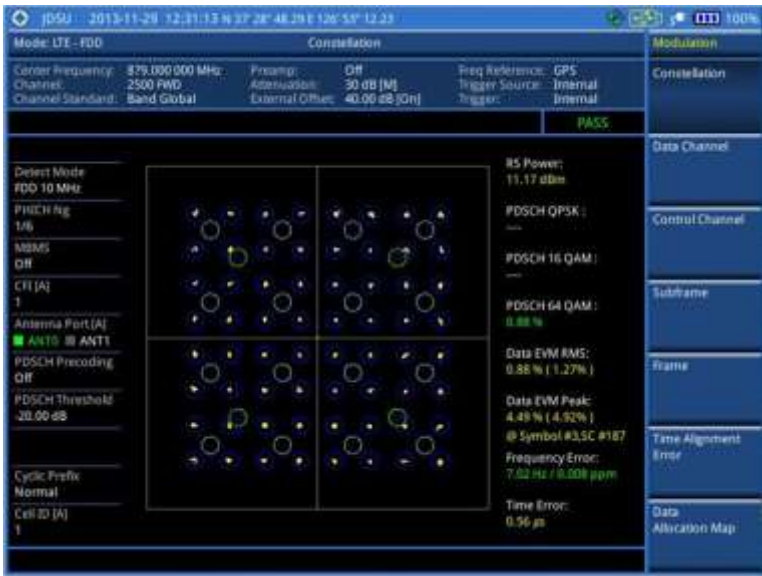 JDSU 2013-11-29 12:31:13 N 37° 28' 48.29 E 126° 53' 12.23 100%
Mode: LTE - FDD Constellation Modulation
Center Frequency: 879.000 000 MHz Preamp: Off Freq Reference: GPS
Channel: 2500 FWD Attenuation: 30 dB [M] Trigger Source: Internal
Channel Standard: Band Global External Offset: 40.00 dB [On] Trigger: Internal
PASS
Detect Mode
FDD 10 MHz
PHICH Ng
1/6
MBMS
Off
CFI [A]
1
Antenna Port [A]
ANT0 ANT1
PDSCH Precoding
Off
PDSCH Threshold
-20.00 dB
Cyclic Prefix
Normal
Cell ID [A]
1
RS Power:
11.17 dBm
PDSCH QPSK :
---
PDSCH 16 QAM :
---
PDSCH 64 QAM :
0.88 %
Data EVM RMS:
0.88 % ( 1.27% )
Data EVM Peak:
4.49 % ( 4.92% )
@ Symbol #3,SC #187
Frequency Error:
7.02 Hz / 0.008 ppm
Time Error:
0.56 µs
Constellation
Data Channel
Control Channel
Subframe
Frame
Time Alignment
Error
Data
Allocation Map